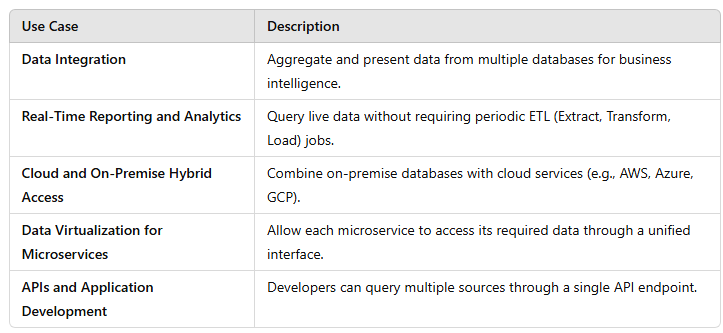 Use Case Description
Data Integration Aggregate and present data from multiple databases for business
intelligence.
Real-Time Reporting and Analytics Query live data without requiring periodic ETL (Extract, Transform,
Load) jobs.
Cloud and On-Premise Hybrid Combine on-premise databases with cloud services (e.g., AWS, Azure,
Access GCP).
Data Virtualization for Allow each microservice to access its required data through a unified
Microservices interface.
APIs and Application Developers can query multiple sources through a single API endpoint.
Development